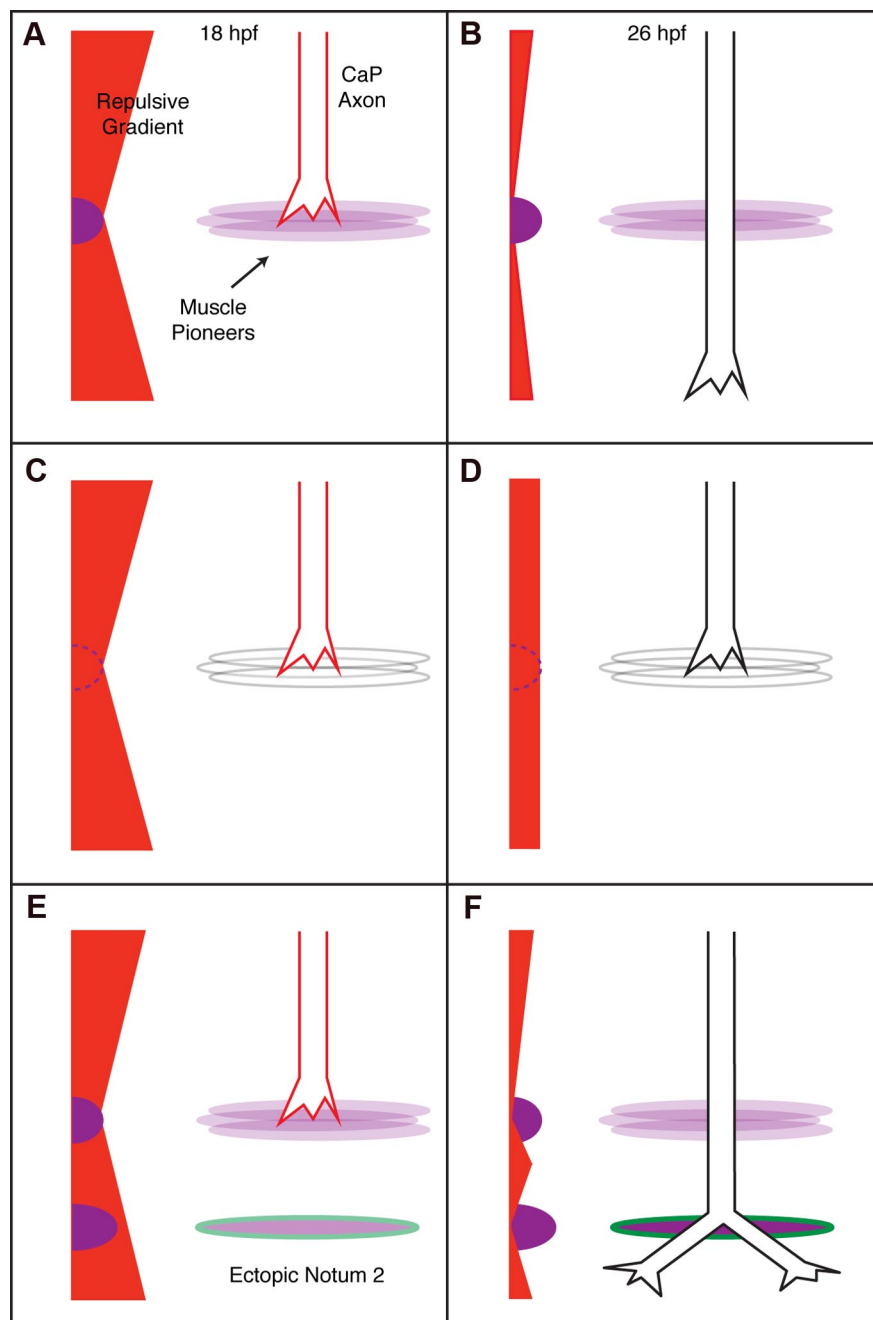 A
18 hpf
CaP
Axon
Repulsive
Gradient
Muscle
Pioneers
B
26 hpf
C
D
E
Ectopic Notum 2
F